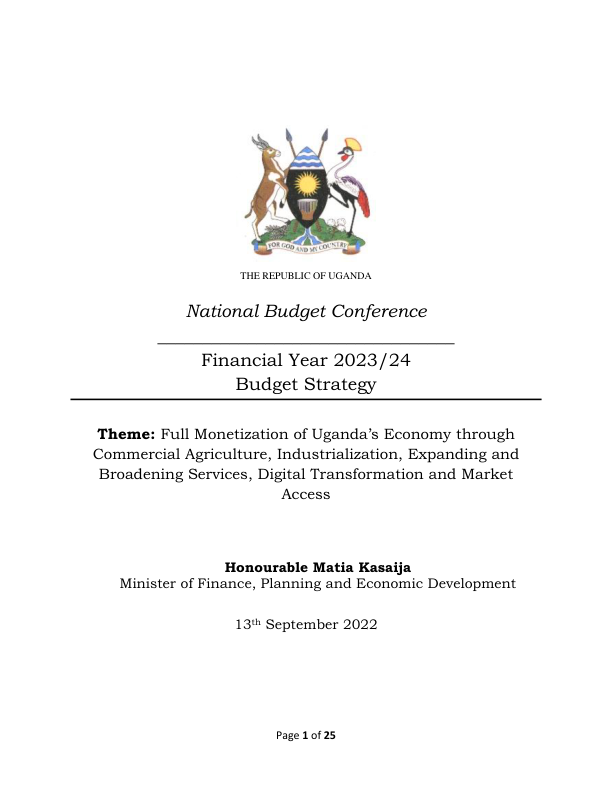 FOR GOD AND MY COUNTRY
THE REPUBLIC OF UGANDA
National Budget Conference
Financial Year 2023/24
Budget Strategy
Theme: Full Monetization of Uganda’s Economy through
Commercial Agriculture, Industrialization, Expanding and
Broadening Services, Digital Transformation and Market
Access
Honourable Matia Kasaija
Minister of Finance, Planning and Economic Development
13th September 2022
Page 1 of 25